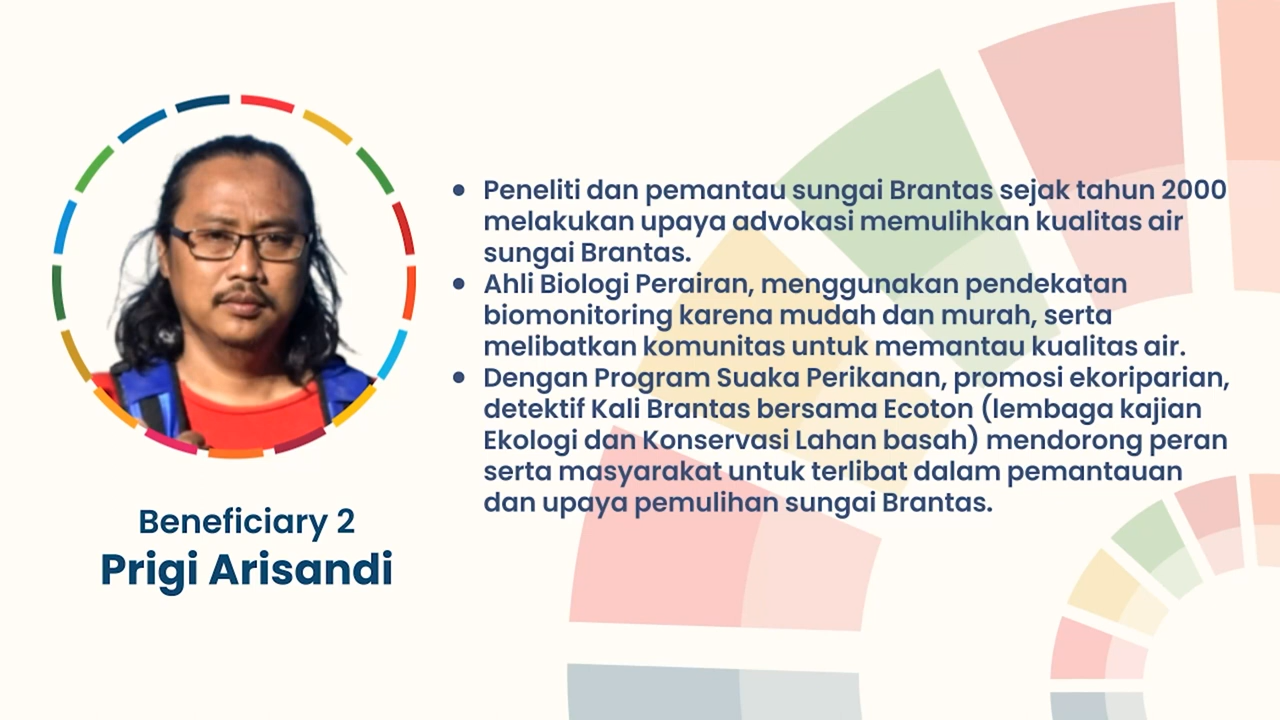 Peneliti dan pemantau sungai Brantas sejak tahun 2000
melakukan upaya advokasi memulihkan kualitas air
sungai Brantas.
Ahli Biologi Perairan, menggunakan pendekatan
biomonitoring karena mudah dan murah, serta
melibatkan komunitas untuk memantau kualitas air.
Dengan Program Suaka Perikanan, promosi ekoriparian,
detektif Kali Brantas bersama Ecoton (lembaga kajian
Ekologi dan Konservasi Lahan basah) mendorong peran
serta masyarakat untuk terlibat dalam pemantauan
dan upaya pemulihan sungai Brantas.
Beneficiary 2
Prigi Arisandi